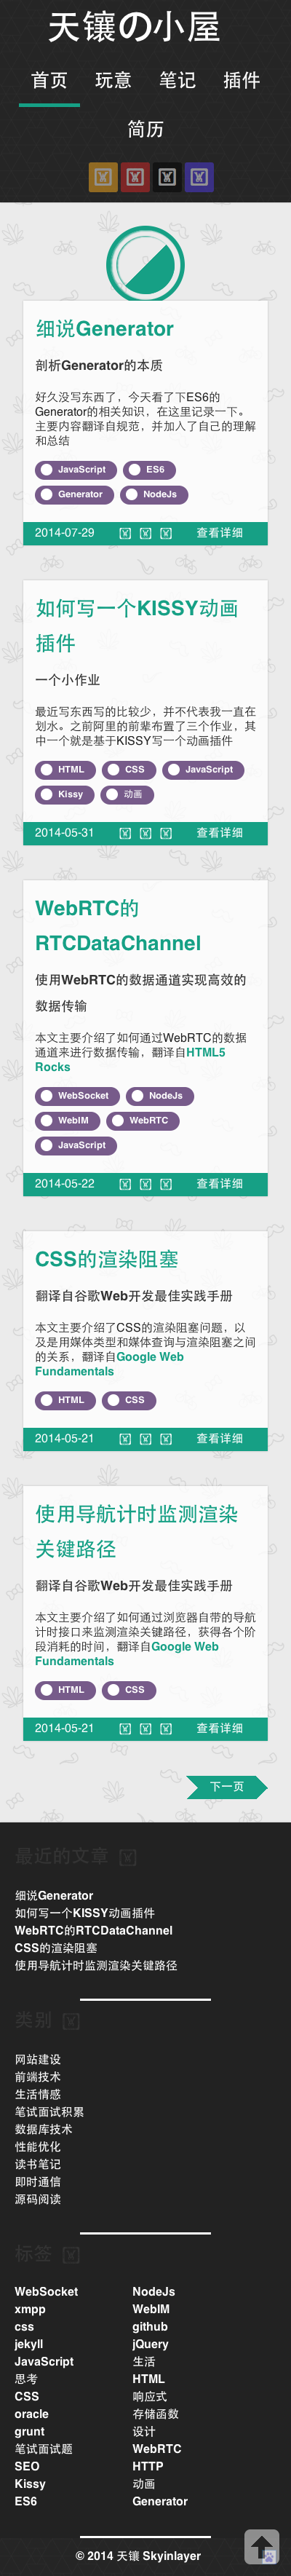 天镶の小屋
首页 玩意 笔记 插件
简历
细说Generator
剖析Generator的本质
好久没写东西了，今天看了下ES6的
Generator的相关知识，在这里记录一下。
主要内容翻译自规范，并加入了自己的理解
和总结
JavaScript ES6
Generator NodeJs
2014-07-29 查看详细
如何写一个KISSY动画
插件
一个小作业
最近写东西写的比较少，并不代表我一直在
划水。之前阿里的前辈布置了三个作业，其
中一个就是基于KISSY写一个动画插件
HTML CSS JavaScript
Kissy 动画
2014-05-31 查看详细
WebRTC的
RTCDataChannel
使用WebRTC的数据通道实现高效的
数据传输
本文主要介绍了如何通过WebRTC的数据
通道来进行数据传输，翻译自HTML5
Rocks
WebSocket NodeJs
WebIM WebRTC
JavaScript
2014-05-22 查看详细
CSS的渲染阻塞
翻译自谷歌Web开发最佳实践手册
本文主要介绍了CSS的渲染阻塞问题，以
及是用媒体类型和媒体查询与渲染阻塞之间
的关系，翻译自Google Web
Fundamentals
HTML CSS
2014-05-21 查看详细
使用导航计时监测渲染
关键路径
翻译自谷歌Web开发最佳实践手册
本文主要介绍了如何通过浏览器自带的导航
计时接口来监测渲染关键路径，获得各个阶
段消耗的时间，翻译自Google Web
Fundamentals
HTML CSS
2014-05-21 查看详细
下一页
最近的文章
细说Generator
如何写一个KISSY动画插件
WebRTC的RTCDataChannel
CSS的渲染阻塞
使用导航计时监测渲染关键路径
类别
网站建设
前端技术
生活情感
笔试面试积累
数据库技术
性能优化
读书笔记
即时通信
源码阅读
标签
WebSocket NodeJs
xmpp WebIM
css github
jekyll jQuery
JavaScript 生活
思考 HTML
CSS 响应式
oracle 存储函数
grunt 设计
笔试面试题 WebRTC
SEO HTTP
Kissy 动画
ES6 Generator
© 2014 天镶 Skyinlayer